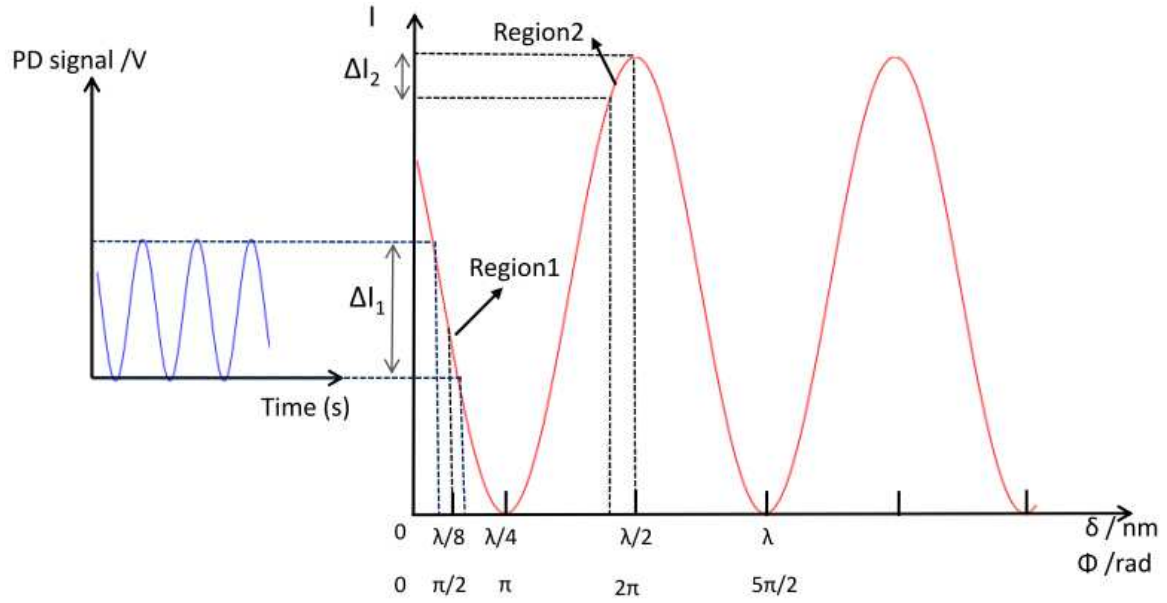 I
Region2
PD signal /V
ΔI2
Region1
ΔI1
Time (s)
0 λ/8 λ/4 λ/2 λ δ / nm
Φ /rad
0 π/2 π 2π 5π/2